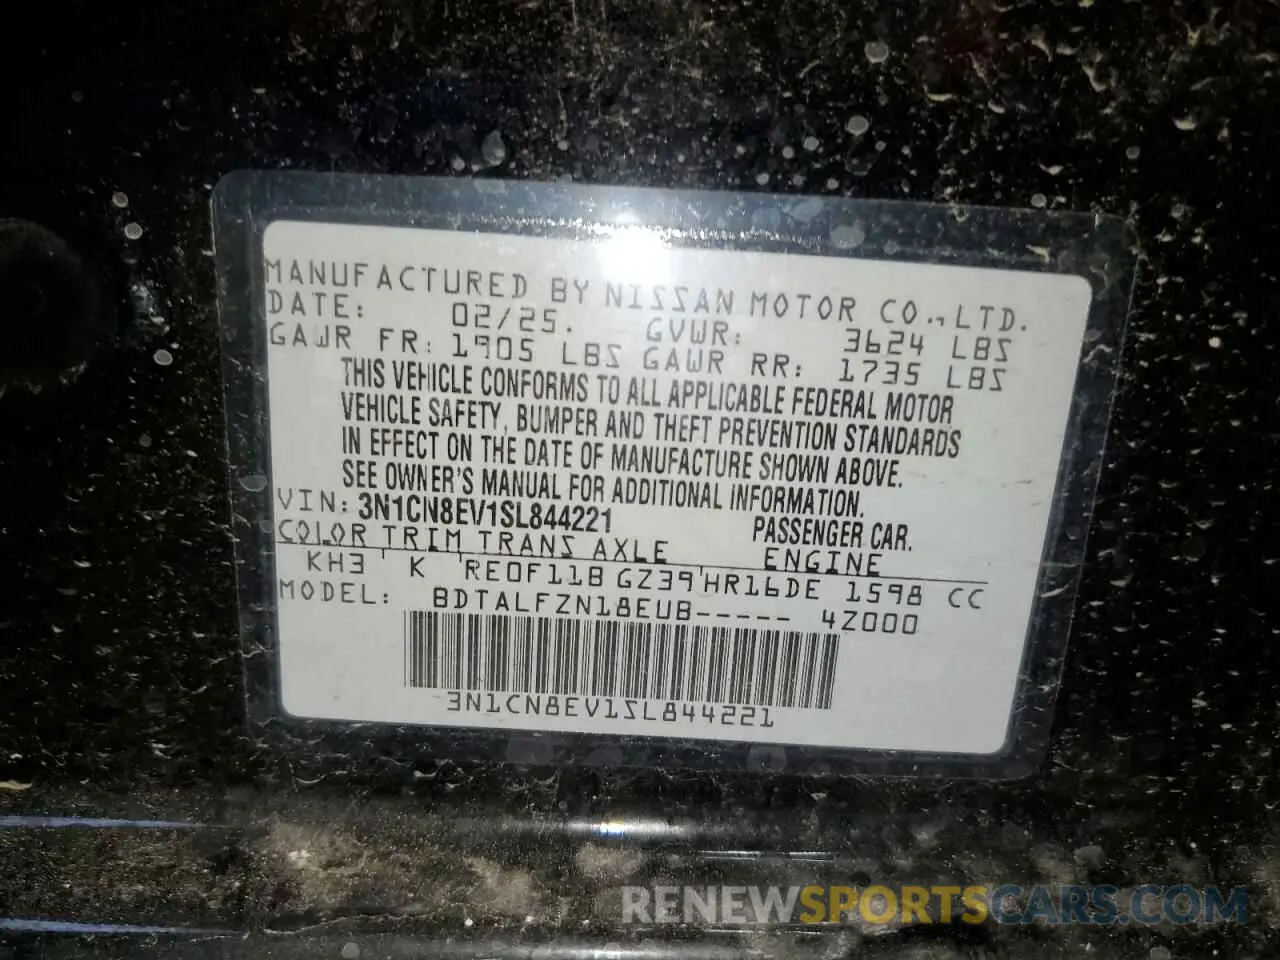 MANUFACTURED BY NISSAN MOTOR CO., LTD.
DATE: 02/25. GVWR: 3624 LBS
GAWR FR: 1905 LBS GAWR RR: 1735 LBS
THIS VEHICLE CONFORMS TO ALL APPLICABLE FEDERAL MOTOR
VEHICLE SAFETY, BUMPER AND THEFT PREVENTION STANDARDS
IN EFFECT ON THE DATE OF MANUFACTURE SHOWN ABOVE.
SEE OWNER'S MANUAL FOR ADDITIONAL INFORMATION.
VIN: 3N1CN8EV1SL844221 PASSENGER CAR.
COLOR TRIM TRANS AXLE ENGINE
KH3 K RE0F11B GZ39 HR16DE 1598 CC
MODEL: BDTALFZN18EUB----- 4Z000
3N1CN8EV1SL844221
RENEWSPORTSCARS.COM